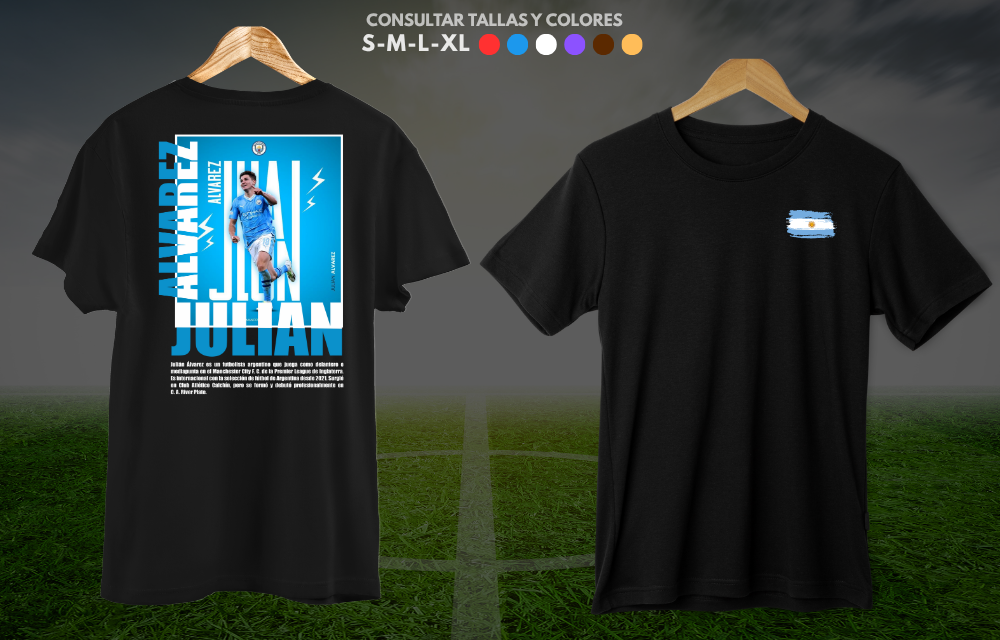 CONSULTAR TALLAS Y COLORES
S-M-L-XL
ALVAREZ
ALVAREZ
ALVAREZ
JULIAN
ALVAREZ
JULIAN
Julián Álvarez es un futbolista argentino que juega como delantero o
mediapunta en el Manchester City F. C. de la Premier League de Inglaterra.
Es internacional con la selección de fútbol de Argentina desde 2021. Surgió
en Club Atlético Calchín, pero se formó y debutó profesionalmente en
C. A. River Plate.